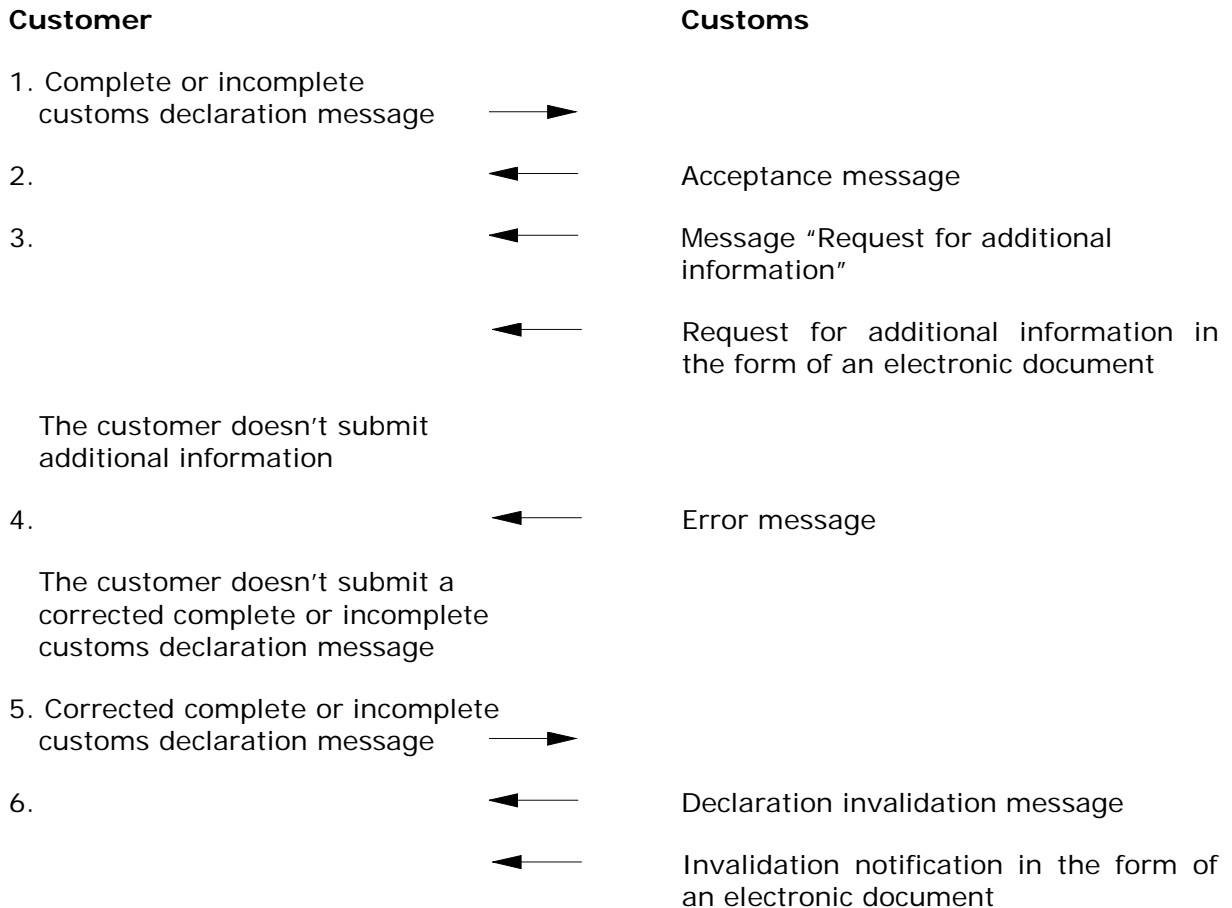 Customer Customs
1. Complete or incomplete
customs declaration message
2. Acceptance message
3. Message “Request for additional
information”
Request for additional information in
the form of an electronic document
The customer doesn’t submit
additional information
4. Error message
The customer doesn’t submit a
corrected complete or incomplete
customs declaration message
5. Corrected complete or incomplete
customs declaration message
6. Declaration invalidation message
Invalidation notification in the form of
an electronic document